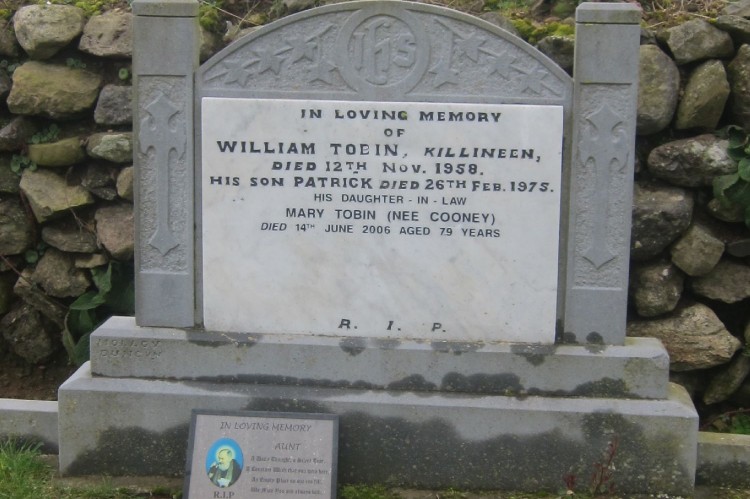 IHS
IN LOVING MEMORY
OF
WILLIAM TOBIN, KILLINEEN,
DIED 12TH NOV. 1958.
HIS SON PATRICK DIED 26TH FEB. 1975.
HIS DAUGHTER-IN-LAW
MARY TOBIN (NEE COONEY)
DIED 14TH JUNE 2006 AGED 79 YEARS
R. I. P.
IN LOVING MEMORY
AUNT
R.I.P